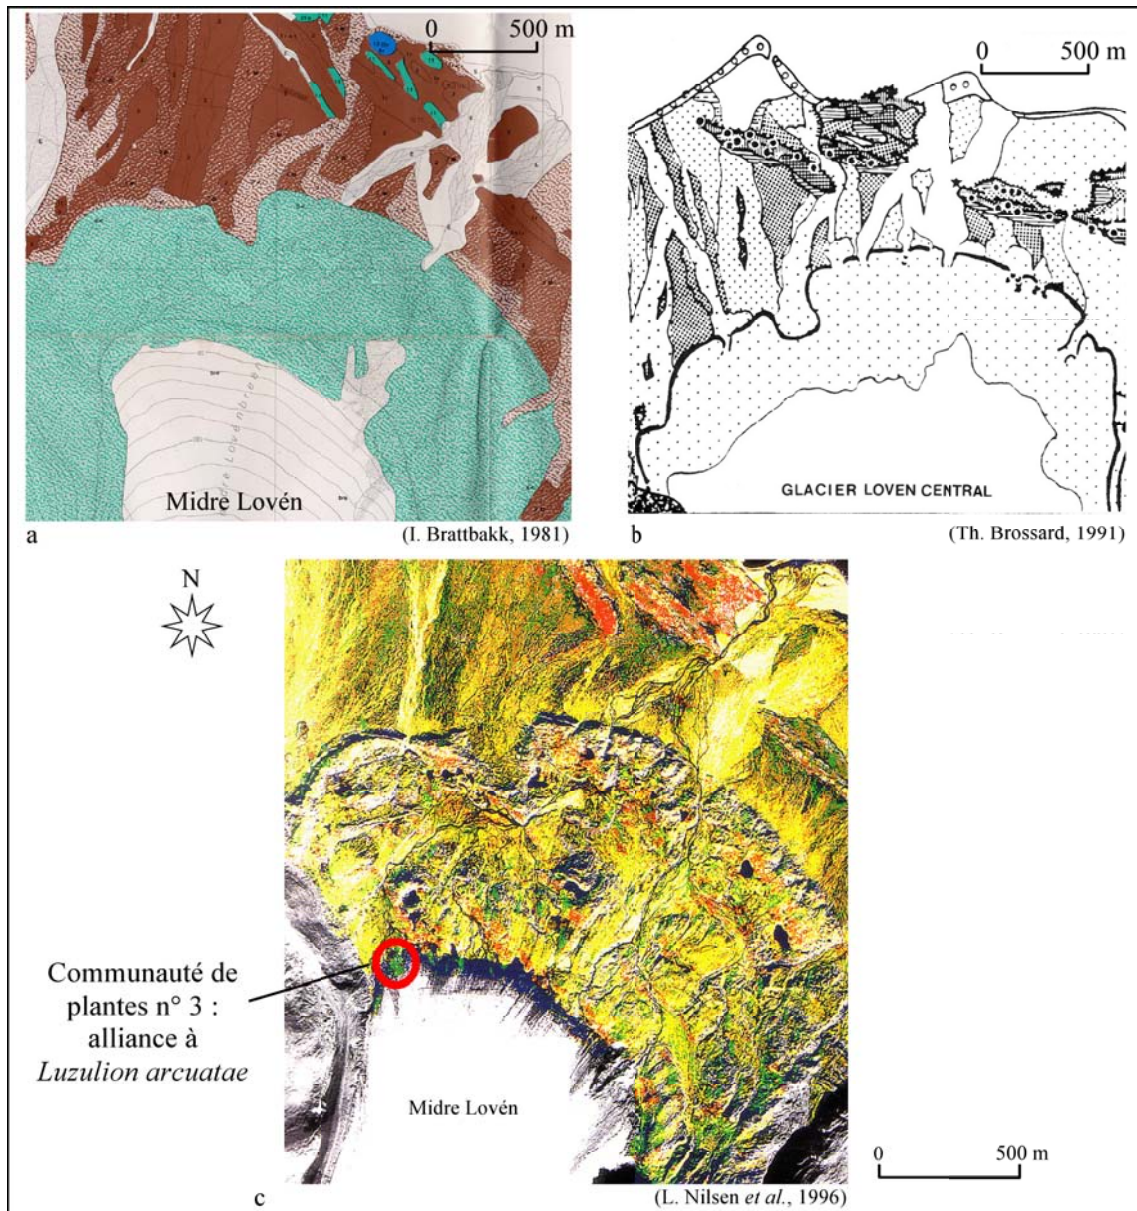 0 500 m
0 500 m
Midre Lovén
GLACIER LOVEN CENTRAL
a
(I. Brattbakk, 1981)
b
(Th. Brossard, 1991)
N
Communauté de
plantes n° 3 :
alliance à
Luzulion arcuatae
Midre Lovén
0 500 m
c
(L. Nilsen et al., 1996)